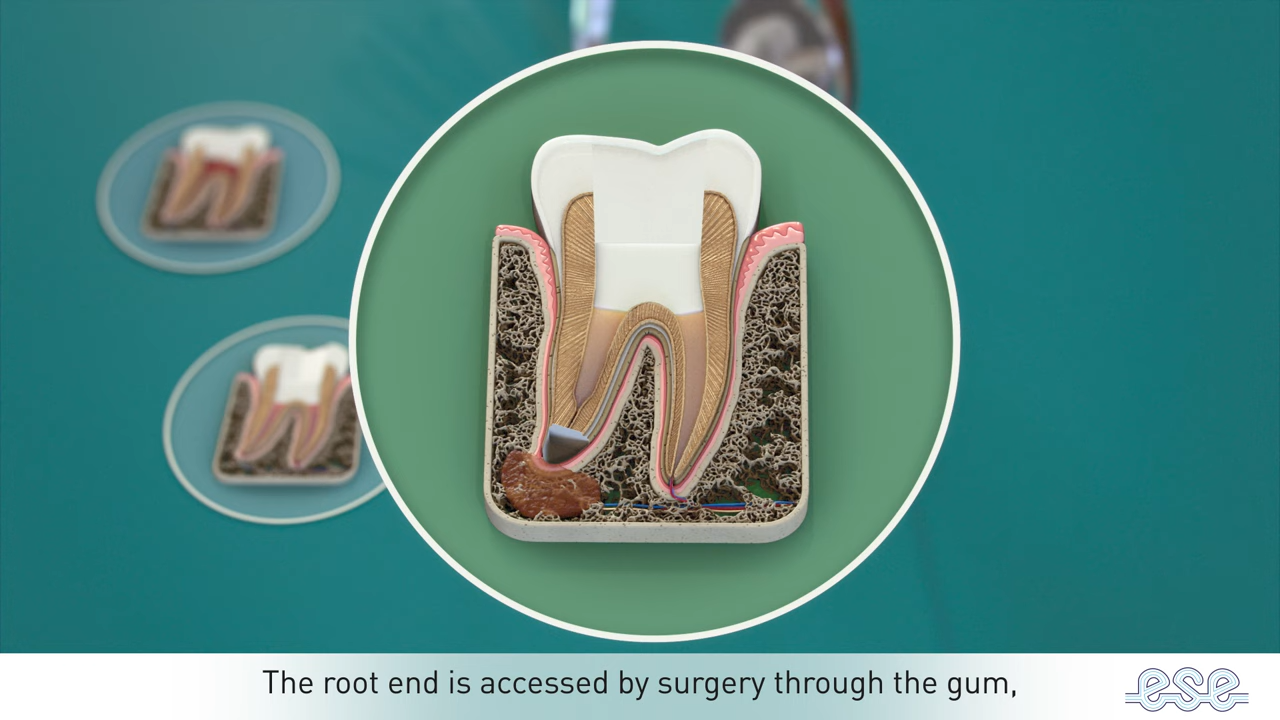 The root end is accessed by surgery through the gum,
ese